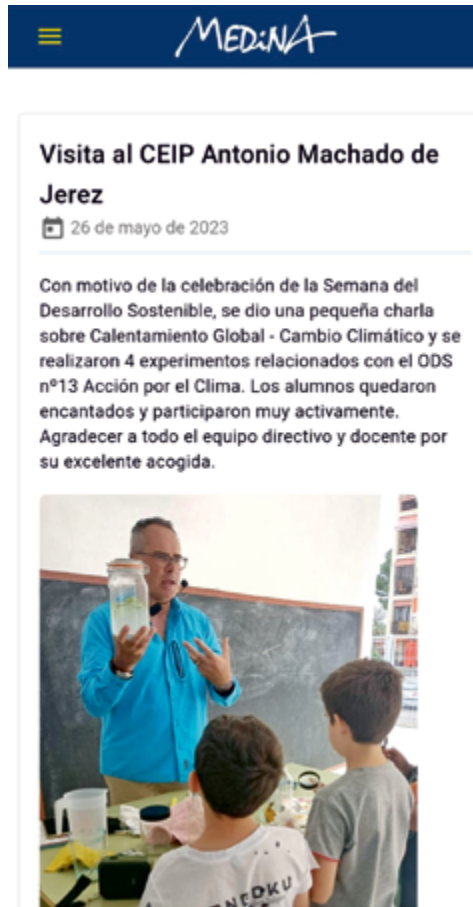 MEDiNA
Visita al CEIP Antonio Machado de
Jerez
26 de mayo de 2023
Con motivo de la celebración de la Semana del
Desarrollo Sostenible, se dio una pequeña charla
sobre Calentamiento Global - Cambio Climático y se
realizaron 4 experimentos relacionados con el ODS
nº13 Acción por el Clima. Los alumnos quedaron
encantados y participaron muy activamente.
Agradecer a todo el equipo directivo y docente por
su excelente acogida.